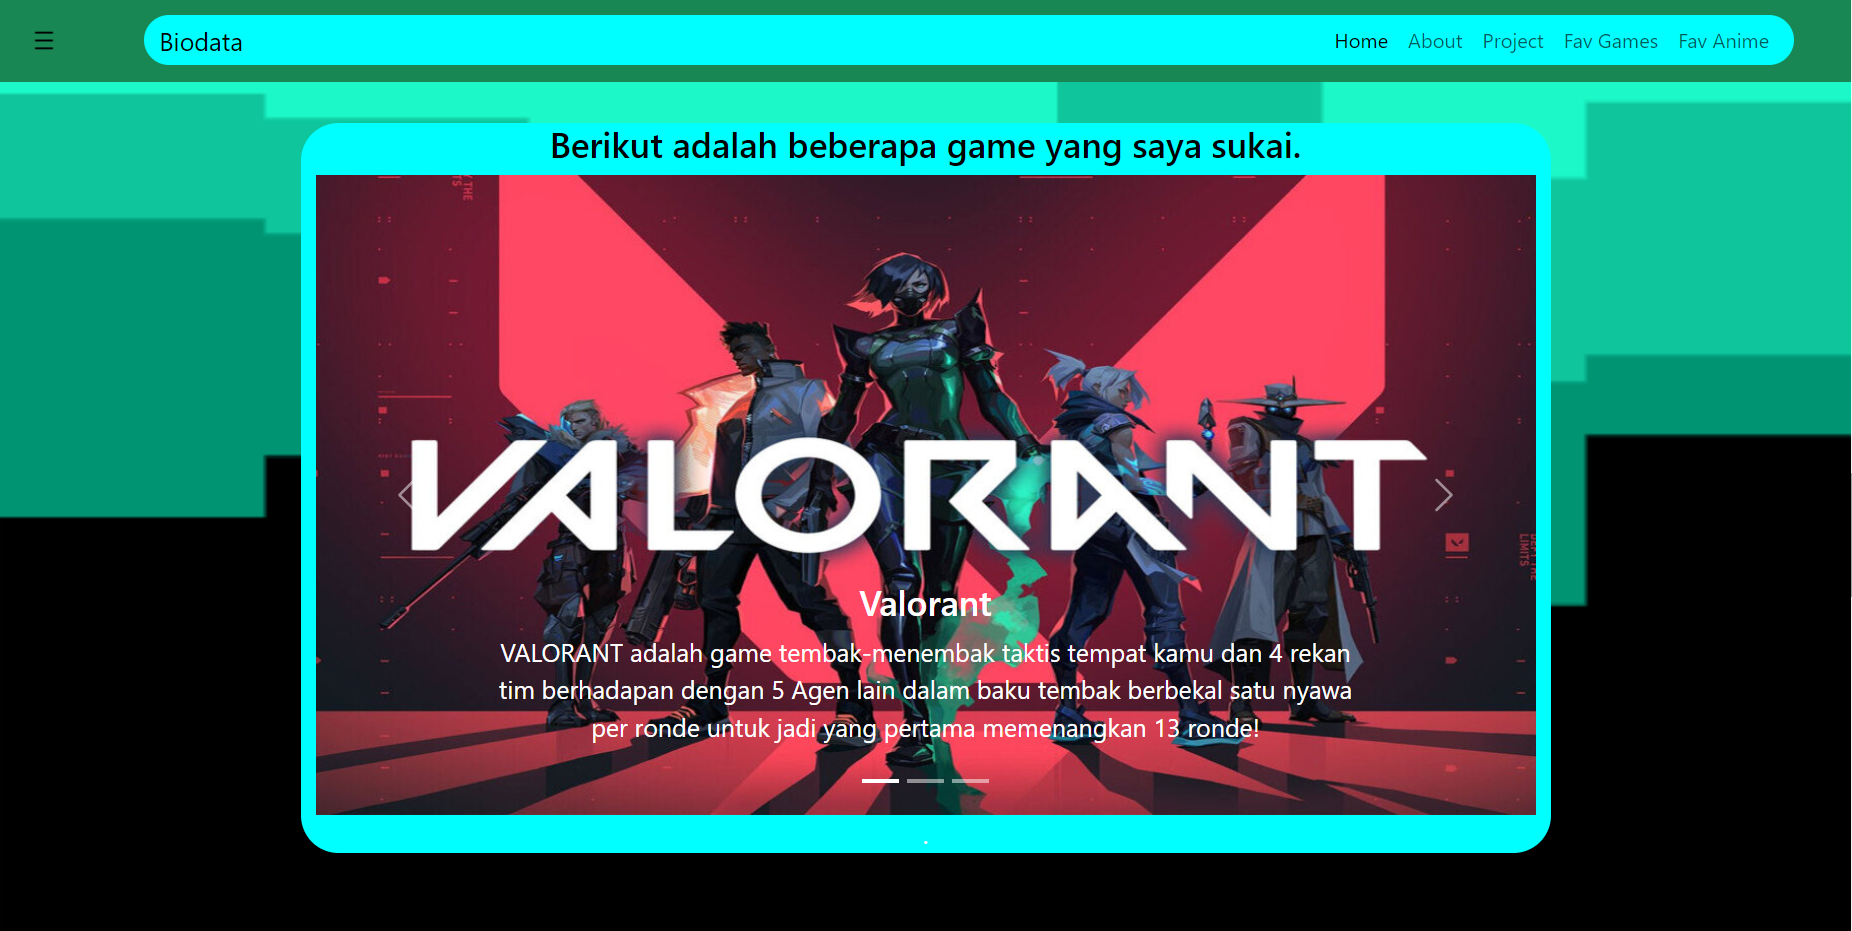 Biodata
Home About Project Fav Games Fav Anime
Berikut adalah beberapa game yang saya sukai.
VALORANT
Valorant
VALORANT adalah game tembak-menembak taktis tempat kamu dan 4 rekan
tim berhadapan dengan 5 Agen lain dalam baku tembak berbekal satu nyawa
per ronde untuk jadi yang pertama memenangkan 13 ronde!
.